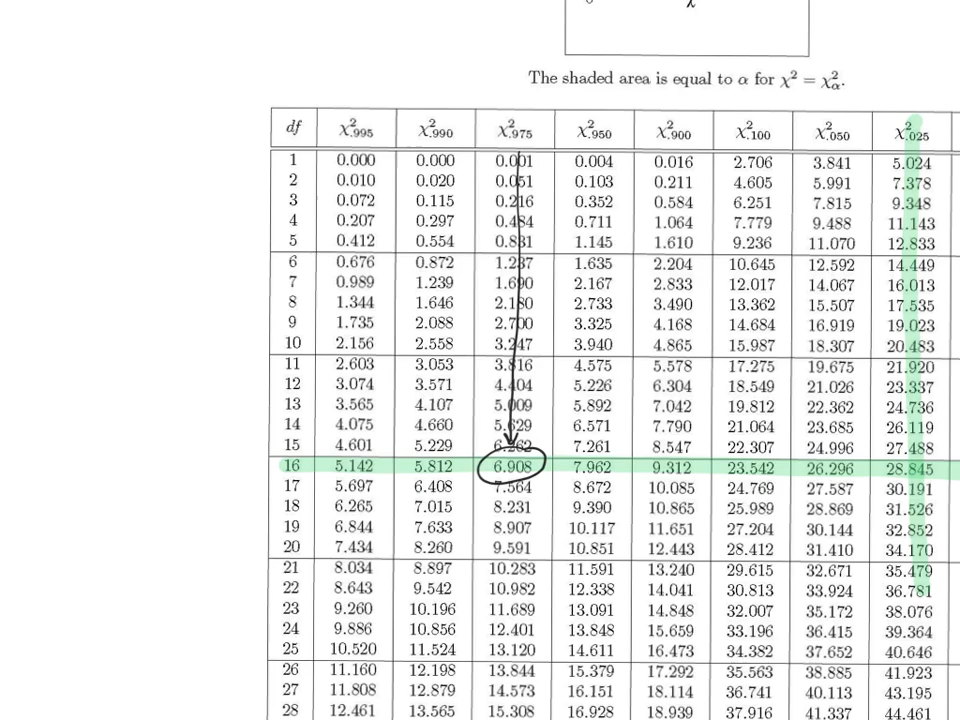 The shaded area is equal to α for χ² = χ²α.
df χ².995 χ².990 χ².975 χ².950 χ².900 χ².100 χ².050 χ².025
1 0.000 0.000 0.001 0.004 0.016 2.706 3.841 5.024
2 0.010 0.020 0.051 0.103 0.211 4.605 5.991 7.378
3 0.072 0.115 0.216 0.352 0.584 6.251 7.815 9.348
4 0.207 0.297 0.484 0.711 1.064 7.779 9.488 11.143
5 0.412 0.554 0.831 1.145 1.610 9.236 11.070 12.833
6 0.676 0.872 1.237 1.635 2.204 10.645 12.592 14.449
7 0.989 1.239 1.690 2.167 2.833 12.017 14.067 16.013
8 1.344 1.646 2.180 2.733 3.490 13.362 15.507 17.535
9 1.735 2.088 2.700 3.325 4.168 14.684 16.919 19.023
10 2.156 2.558 3.247 3.940 4.865 15.987 18.307 20.483
11 2.603 3.053 3.816 4.575 5.578 17.275 19.675 21.920
12 3.074 3.571 4.404 5.226 6.304 18.549 21.026 23.337
13 3.565 4.107 5.009 5.892 7.042 19.812 22.362 24.736
14 4.075 4.660 5.629 6.571 7.790 21.064 23.685 26.119
15 4.601 5.229 6.262 7.261 8.547 22.307 24.996 27.488
16 5.142 5.812 6.908 7.962 9.312 23.542 26.296 28.845
17 5.697 6.408 7.564 8.672 10.085 24.769 27.587 30.191
18 6.265 7.015 8.231 9.390 10.865 25.989 28.869 31.526
19 6.844 7.633 8.907 10.117 11.651 27.204 30.144 32.852
20 7.434 8.260 9.591 10.851 12.443 28.412 31.410 34.170
21 8.034 8.897 10.283 11.591 13.240 29.615 32.671 35.479
22 8.643 9.542 10.982 12.338 14.041 30.813 33.924 36.781
23 9.260 10.196 11.689 13.091 14.848 32.007 35.172 38.076
24 9.886 10.856 12.401 13.848 15.659 33.196 36.415 39.364
25 10.520 11.524 13.120 14.611 16.473 34.382 37.652 40.646
26 11.160 12.198 13.844 15.379 17.292 35.563 38.885 41.923
27 11.808 12.879 14.573 16.151 18.114 36.741 40.113 43.195
28 12.461 13.565 15.308 16.928 18.939 37.916 41.337 44.461